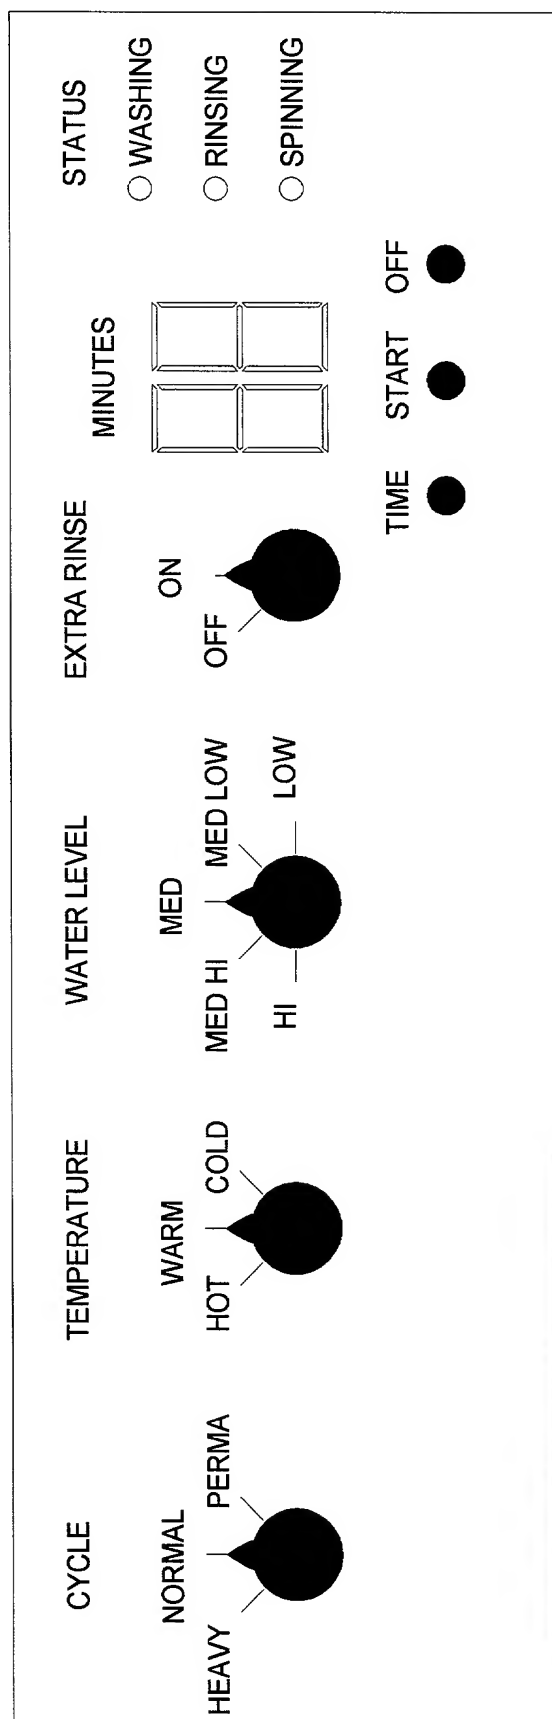 CYCLE
HEAVY
NORMAL
PERMA
TEMPERATURE
HOT
WARM
COLD
WATER LEVEL
HI
MED HI
MED
MED LOW
LOW
EXTRA RINSE
OFF
ON
MINUTES
TIME
START
OFF
STATUS
WASHING
RINSING
SPINNING